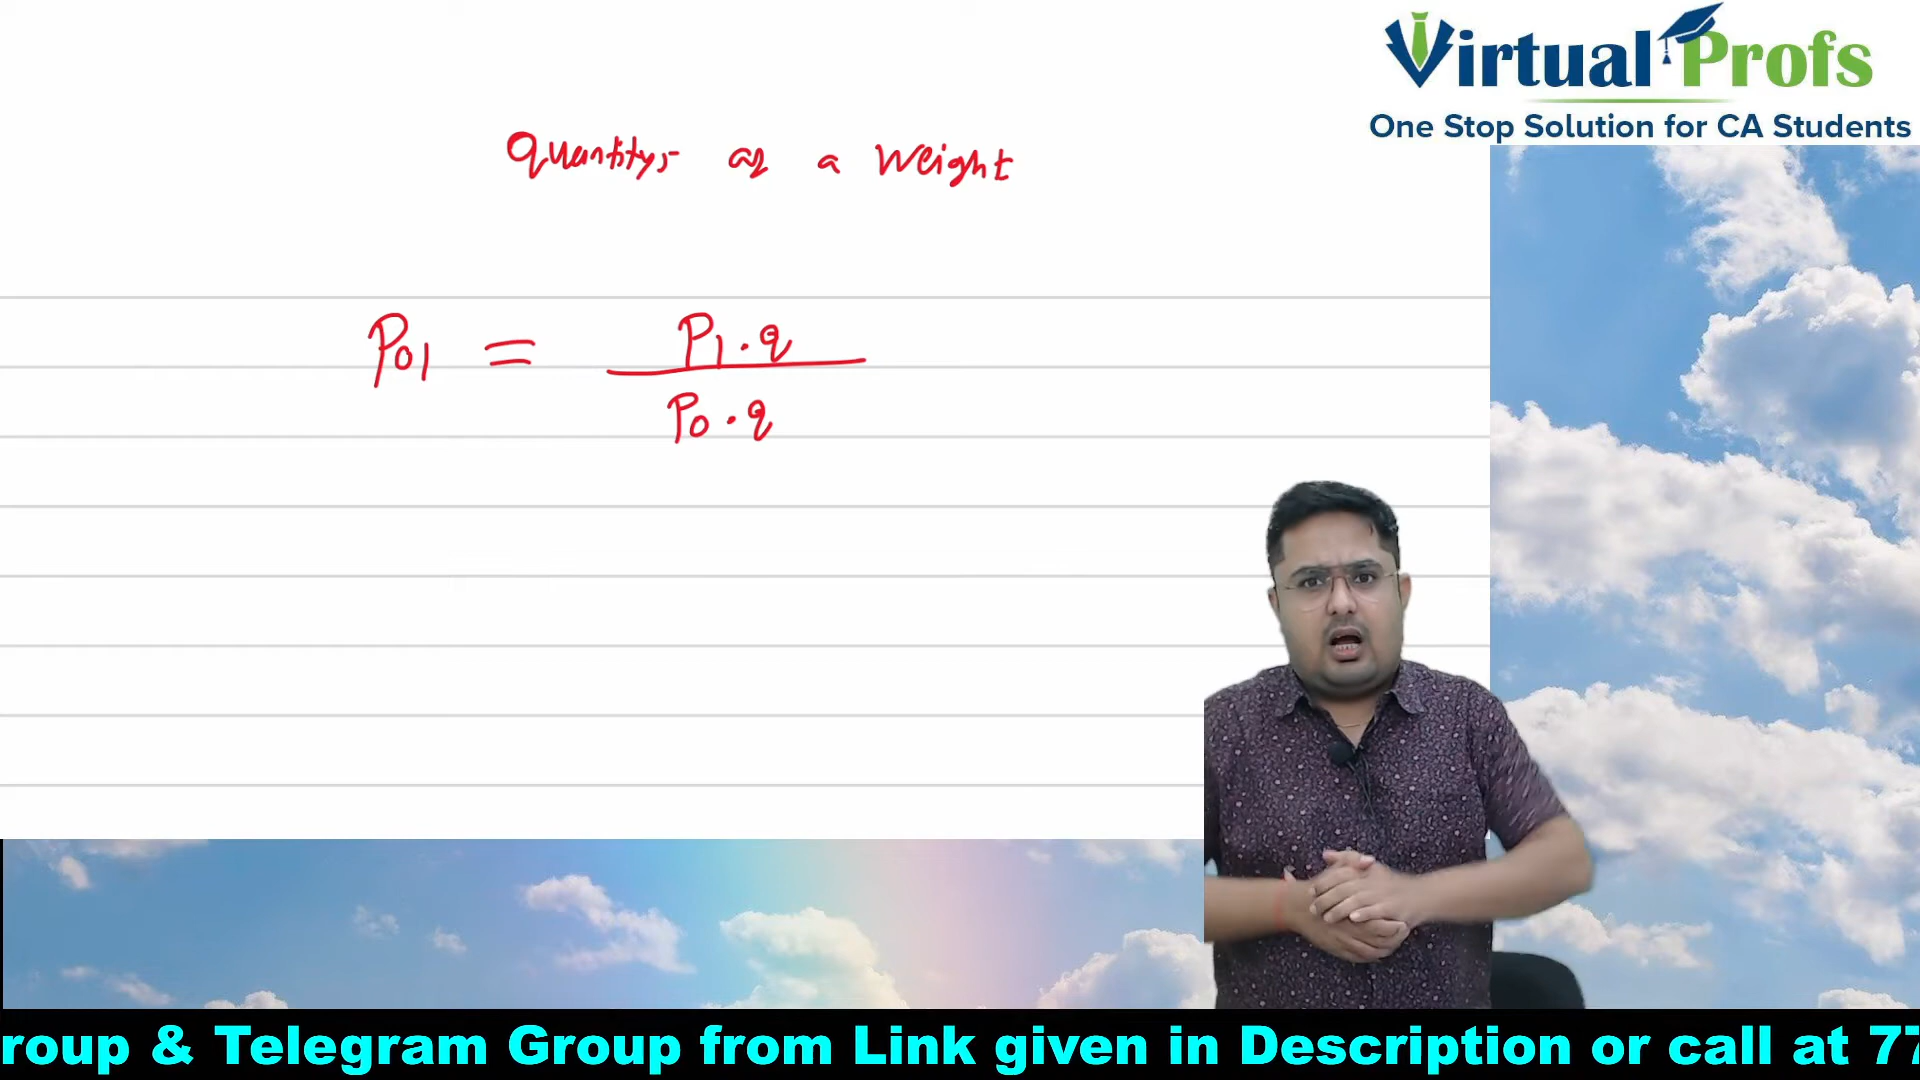 Virtual Profs
One Stop Solution for CA Students
Quantity as a Weight
P01 = P1 . q
P0 . q
roup & Telegram Group from Link given in Description or call at 77